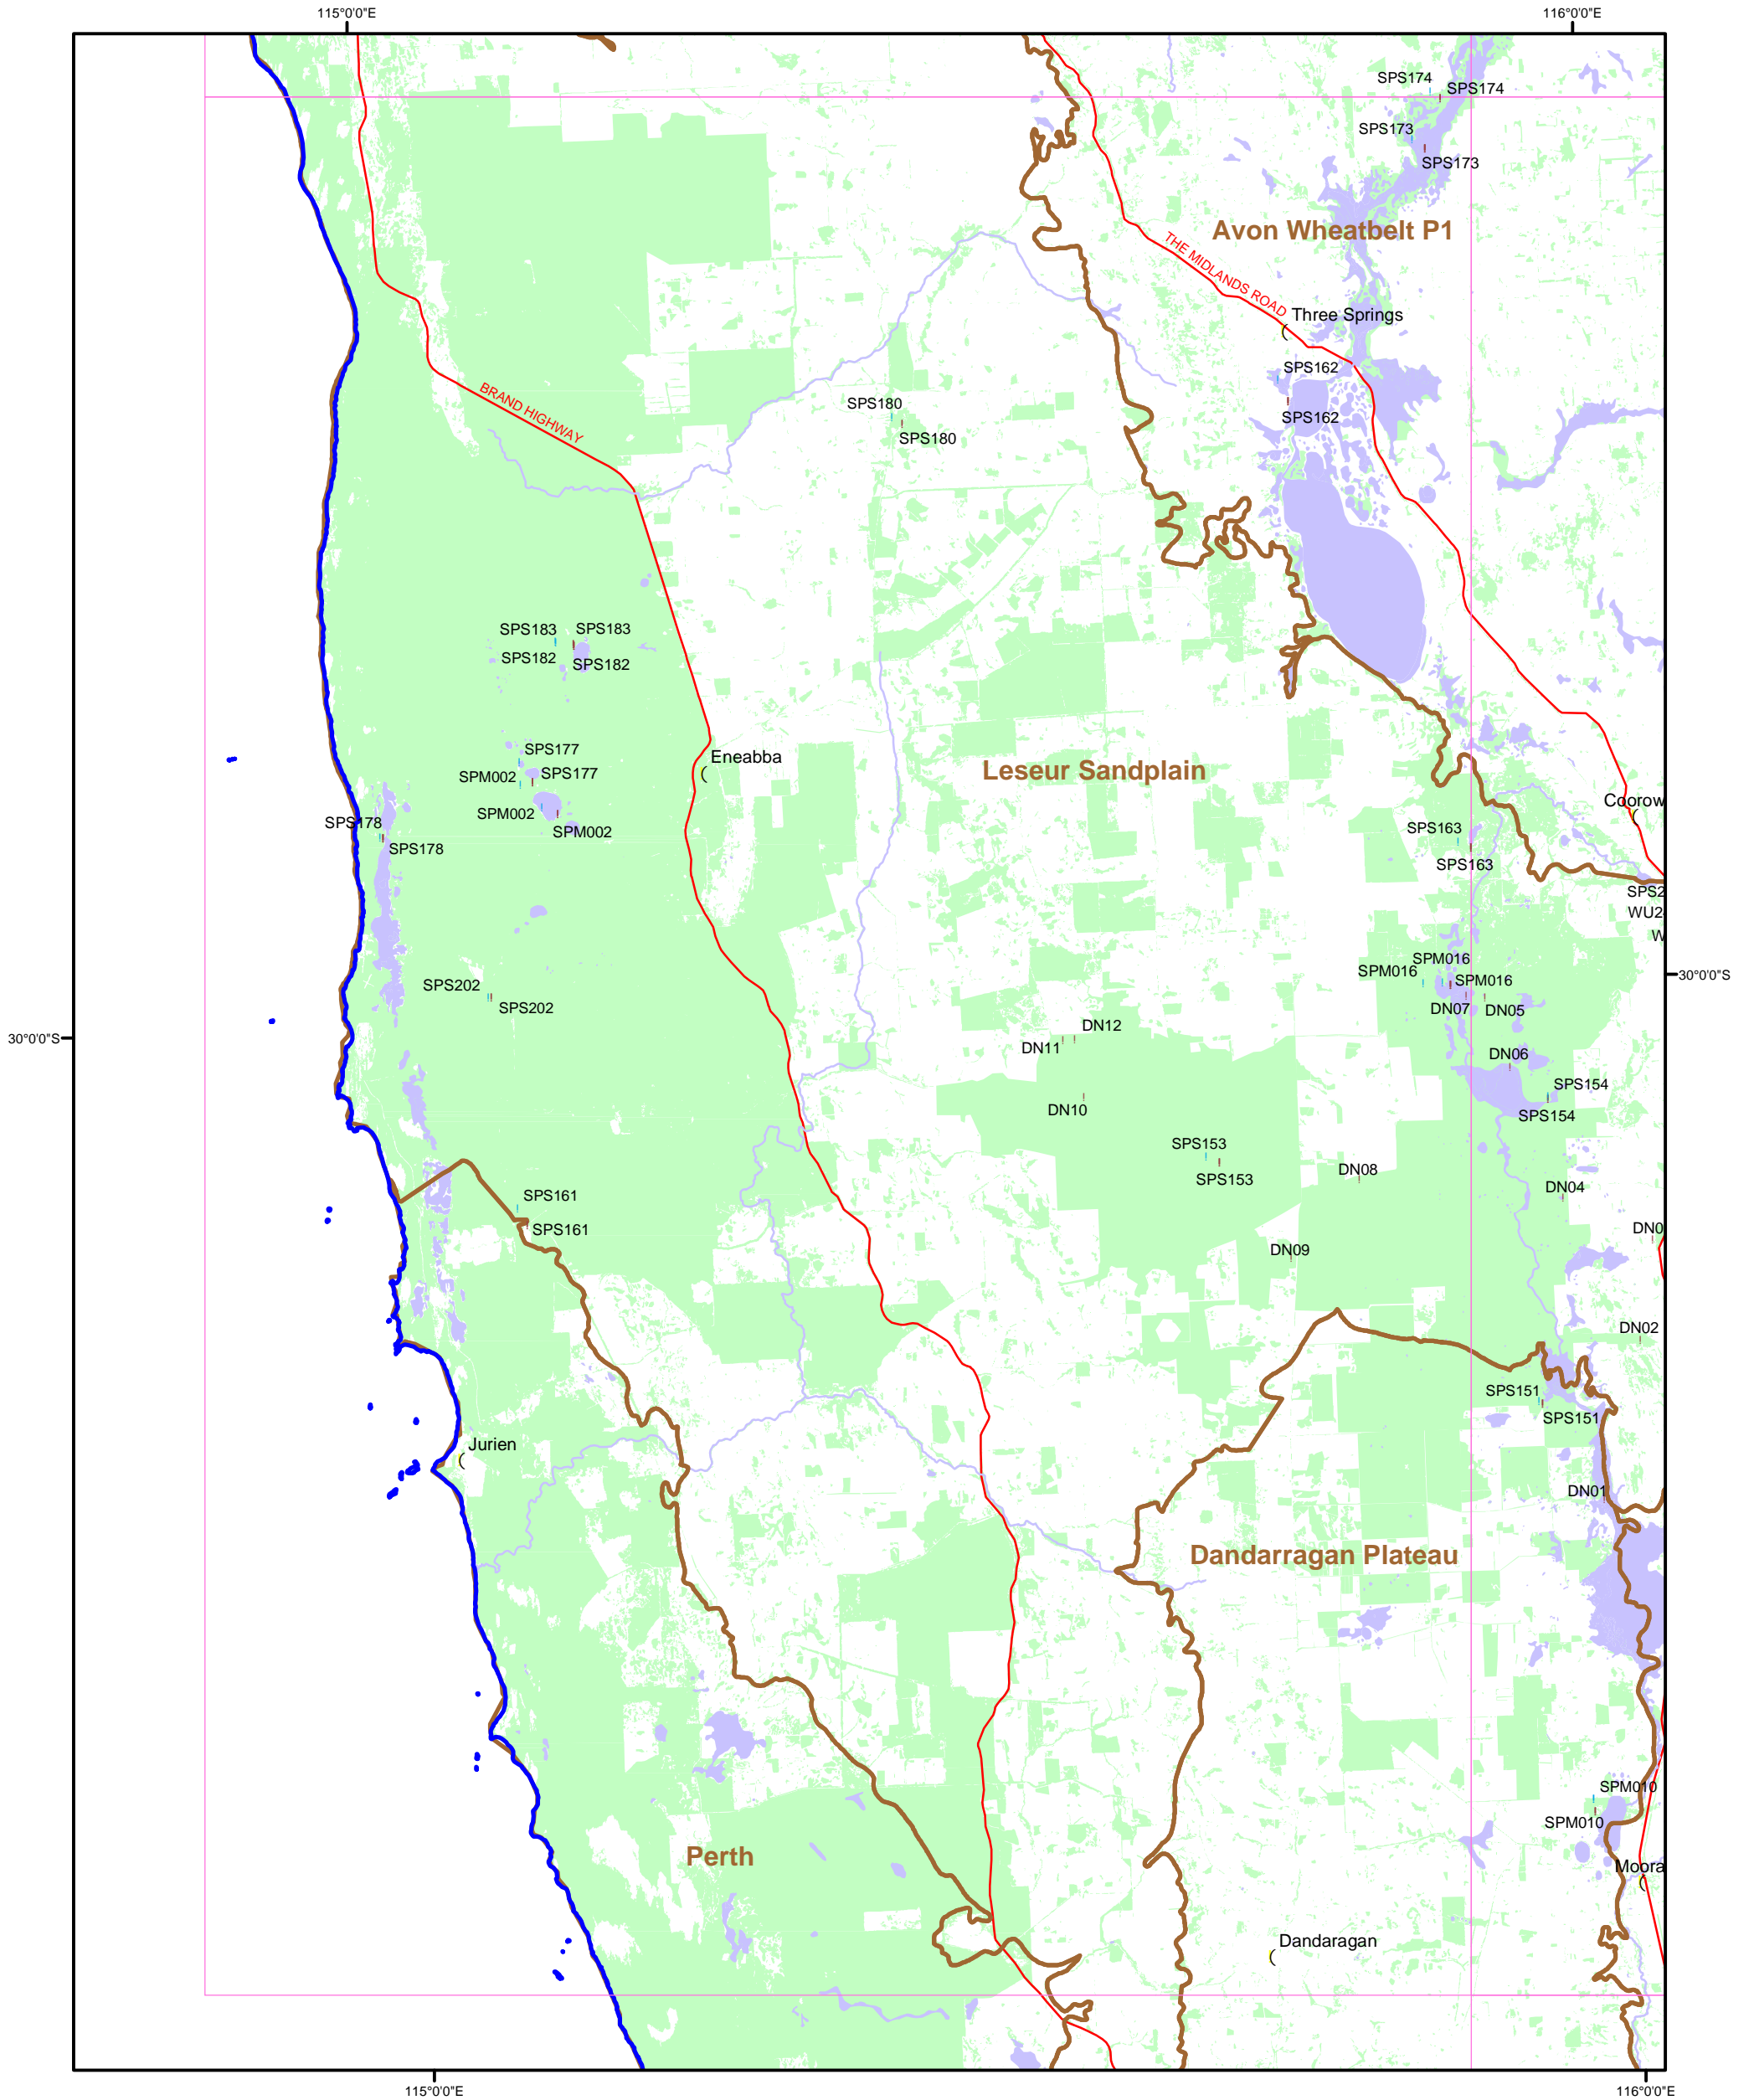 115°0'0"E
116°0'0"E
SPS174
SPS174
SPS173
SPS173
Avon Wheatbelt P1
THE MIDLANDS ROAD
Three Springs
SPS162
BRAND HIGHWAY
SPS180
SPS162
SPS180
SPS183
SPS183
SPS182
SPS182
SPS177
Eneabba
Leseur Sandplain
SPM002
SPS177
Coorow
SPM002
SPS178
SPM002
SPS163
SPS178
SPS163
SPS2
WU2
W
SPM016
SPM016
30°0'0"S
SPS202
SPM016
SPS202
DN07
DN05
DN12
30°0'0"S
DN11
DN06
SPS154
DN10
SPS154
SPS153
DN08
SPS153
DN04
SPS161
SPS161
DN0
DN09
DN02
SPS151
SPS151
Jurien
DN01
Dandarragan Plateau
SPM010
SPM010
Perth
Moora
Dandaragan
115°0'0"E
116°0'0"E